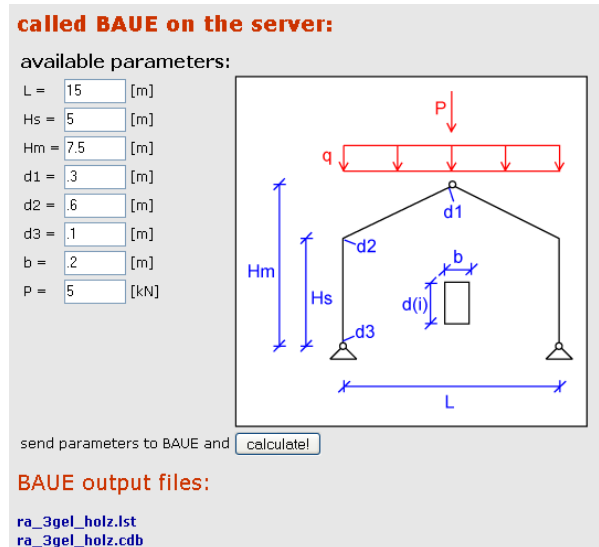 called BAUE on the server:
available parameters:
L = 15 [m]
Hs = 5 [m]
Hm = 7.5 [m]
d1 = .3 [m]
d2 = .6 [m]
d3 = .1 [m]
b = .2 [m]
P = 5 [kN]
P
q
d1
d2
b
Hm
Hs
d(i)
d3
L
send parameters to BAUE and calculate!
BAUE output files:
ra_3gel_holz.lst
ra_3gel_holz.cdb